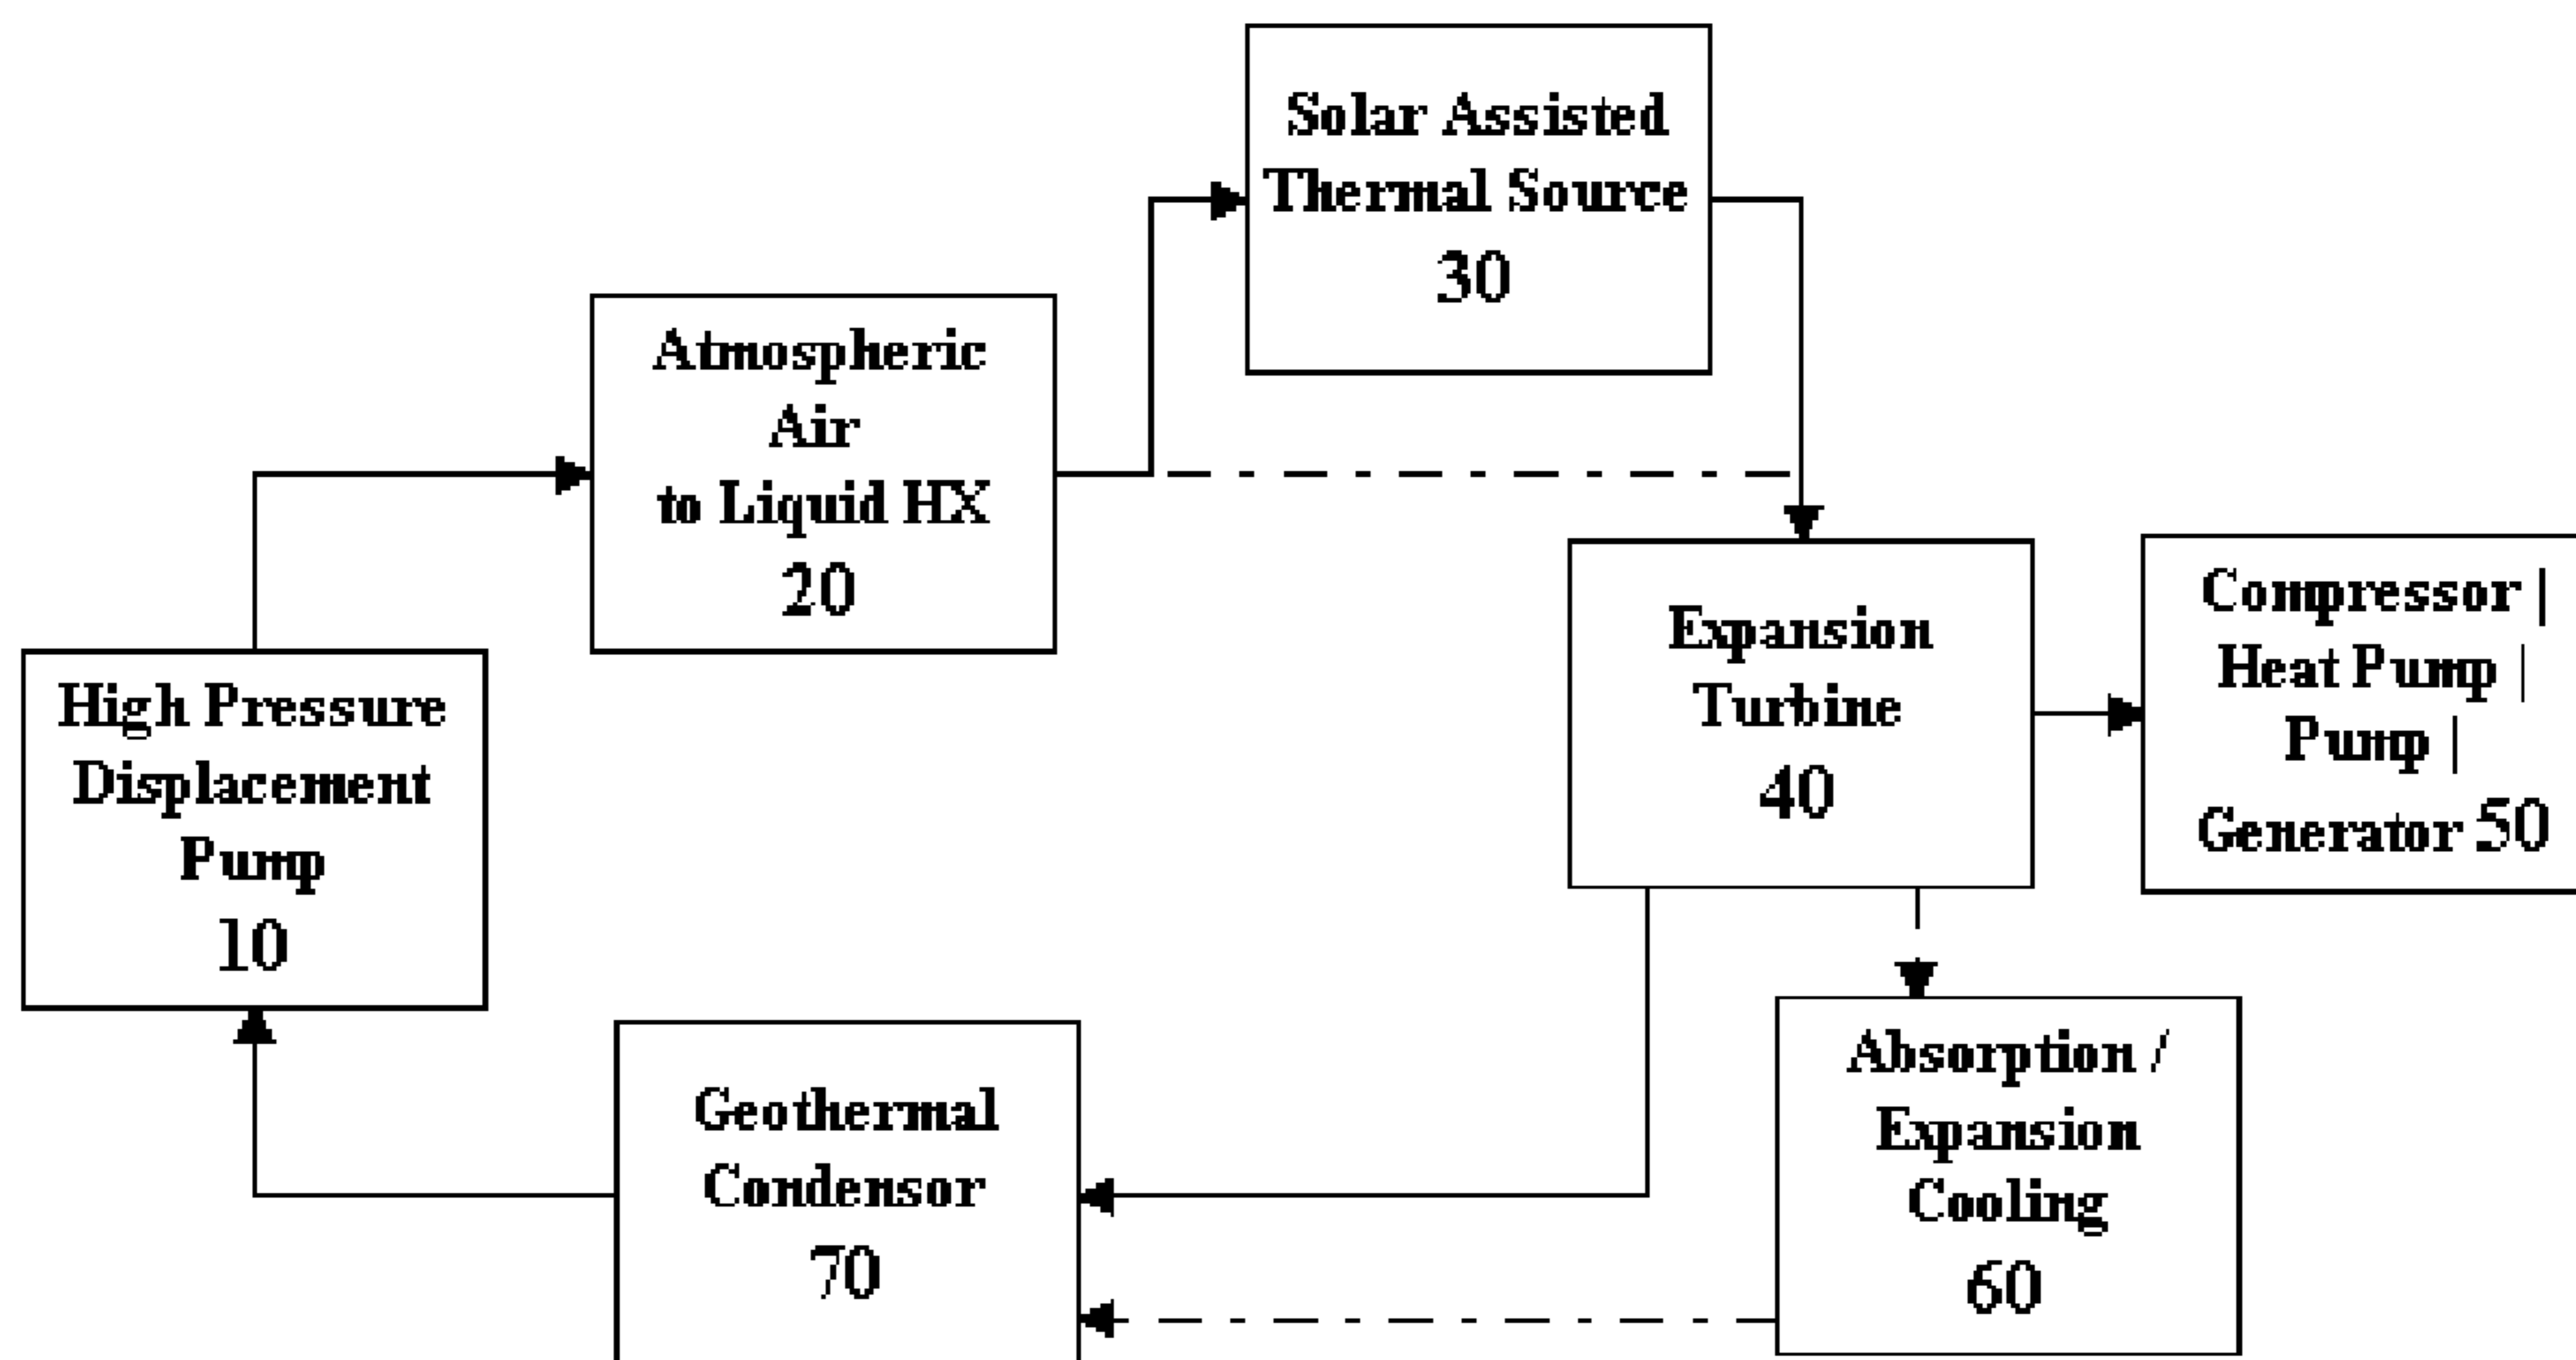 Solar Assisted
Thermal Source
30
Atmospheric
Air
to Liquid HX
20
High Pressure
Displacement
Pump
10
Expansion
Turbine
40
Compressor |
Heat Pump |
Pump |
Generator 50
Geothermal
Condensor
70
Absorption /
Expansion
Cooling
60